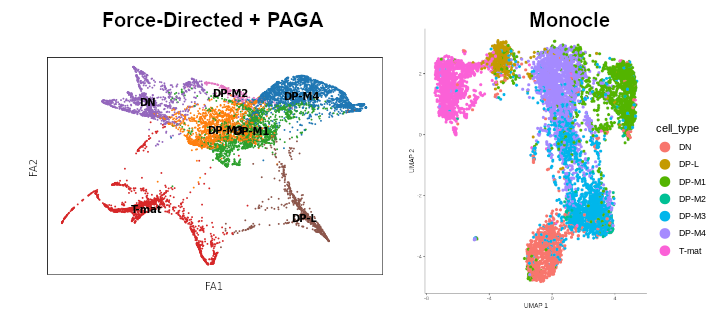 Force-Directed + PAGA
Monocle
DN
DP-M2
DP-M4
DP-M3
DP-M1
T-mat
DP-L
FA2
FA1
UMAP 2
UMAP 1
cell_type
DN
DP-L
DP-M1
DP-M2
DP-M3
DP-M4
T-mat